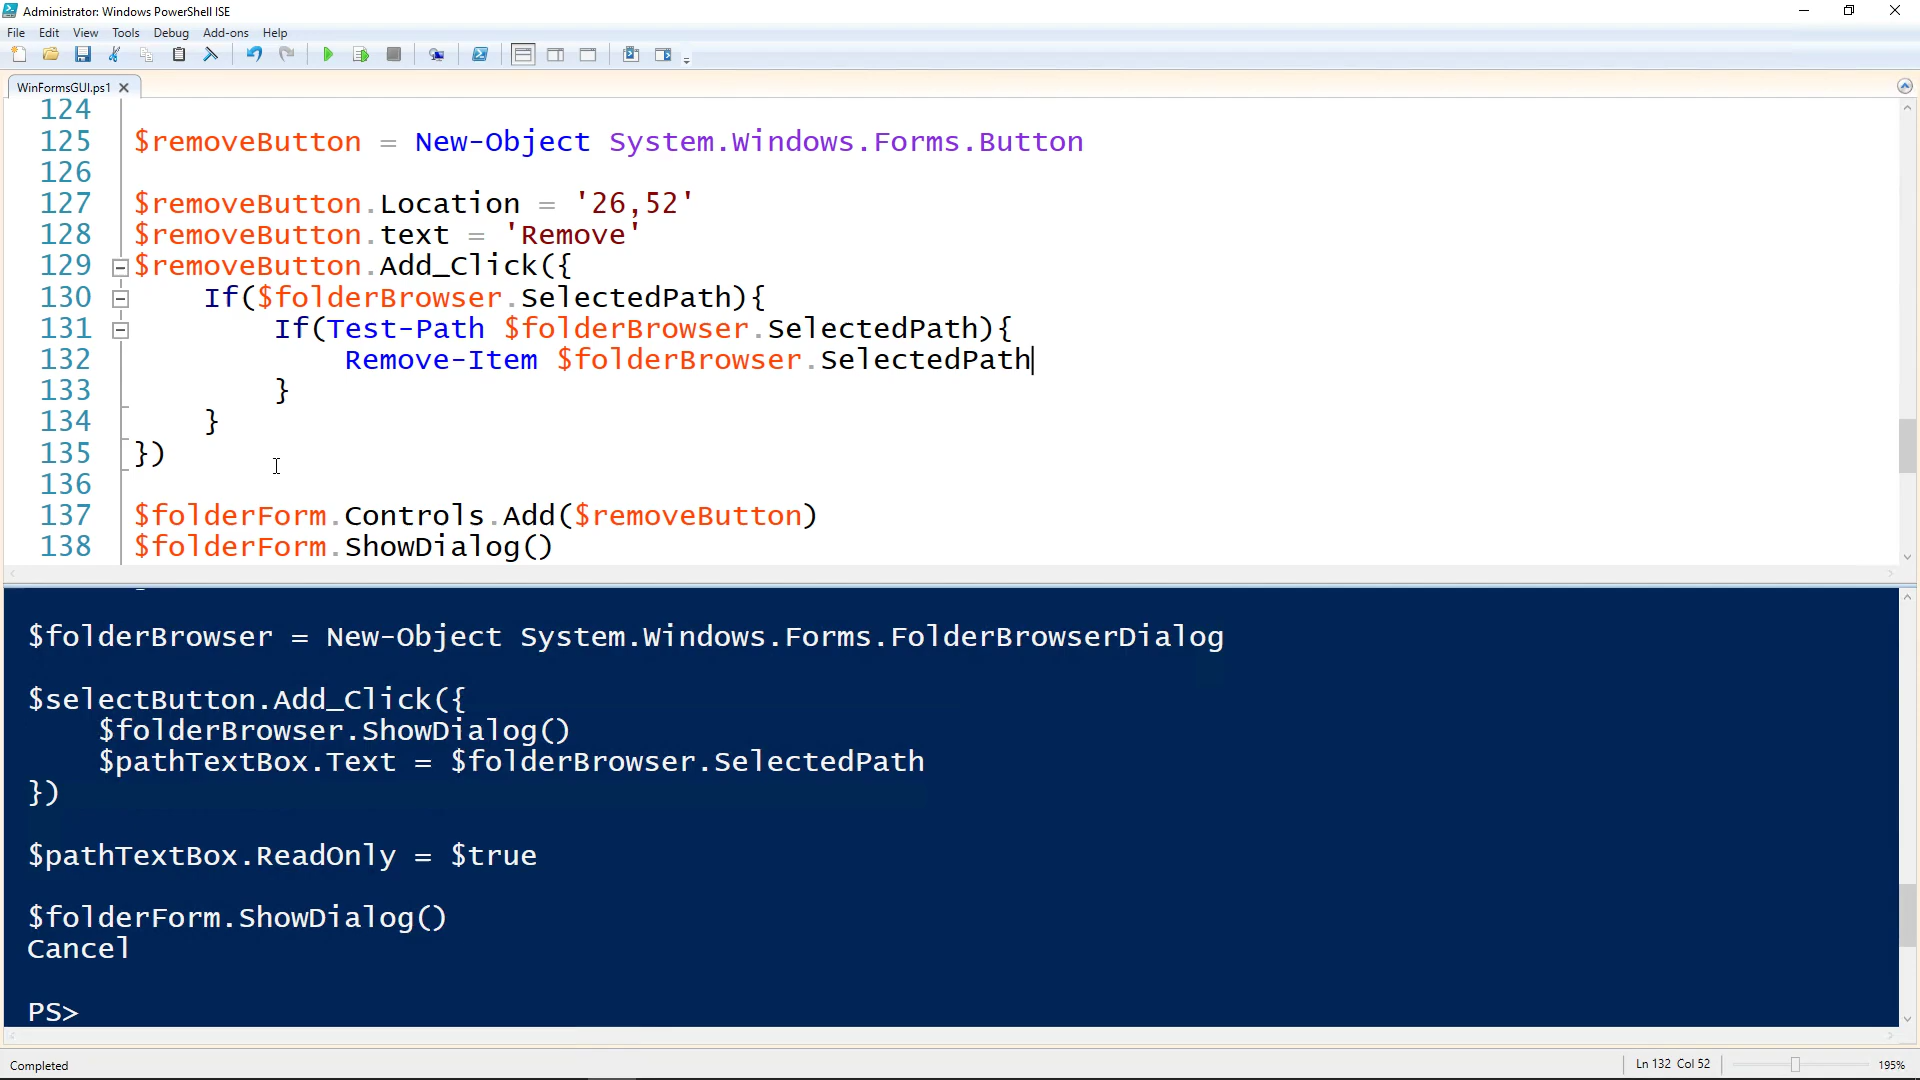 Administrator: Windows PowerShell ISE
File Edit View Tools Debug Add-ons Help
WinFormsGUI.ps1
124
125 $removeButton = New-Object System.Windows.Forms.Button
126
127 $removeButton.Location = '26,52'
128 $removeButton.text = 'Remove'
129 $removeButton.Add_Click({
130 If($folderBrowser.SelectedPath){
131 If(Test-Path $folderBrowser.SelectedPath){
132 Remove-Item $folderBrowser.SelectedPath
133 }
134 }
135 })
136
137 $folderForm.Controls.Add($removeButton)
138 $folderForm.ShowDialog()
$folderBrowser = New-Object System.Windows.Forms.FolderBrowserDialog
$selectButton.Add_Click({
$folderBrowser.ShowDialog()
$pathTextBox.Text = $folderBrowser.SelectedPath
})
$pathTextBox.ReadOnly = $true
$folderForm.ShowDialog()
Cancel
PS>
Completed
Ln 132 Col 52
195%